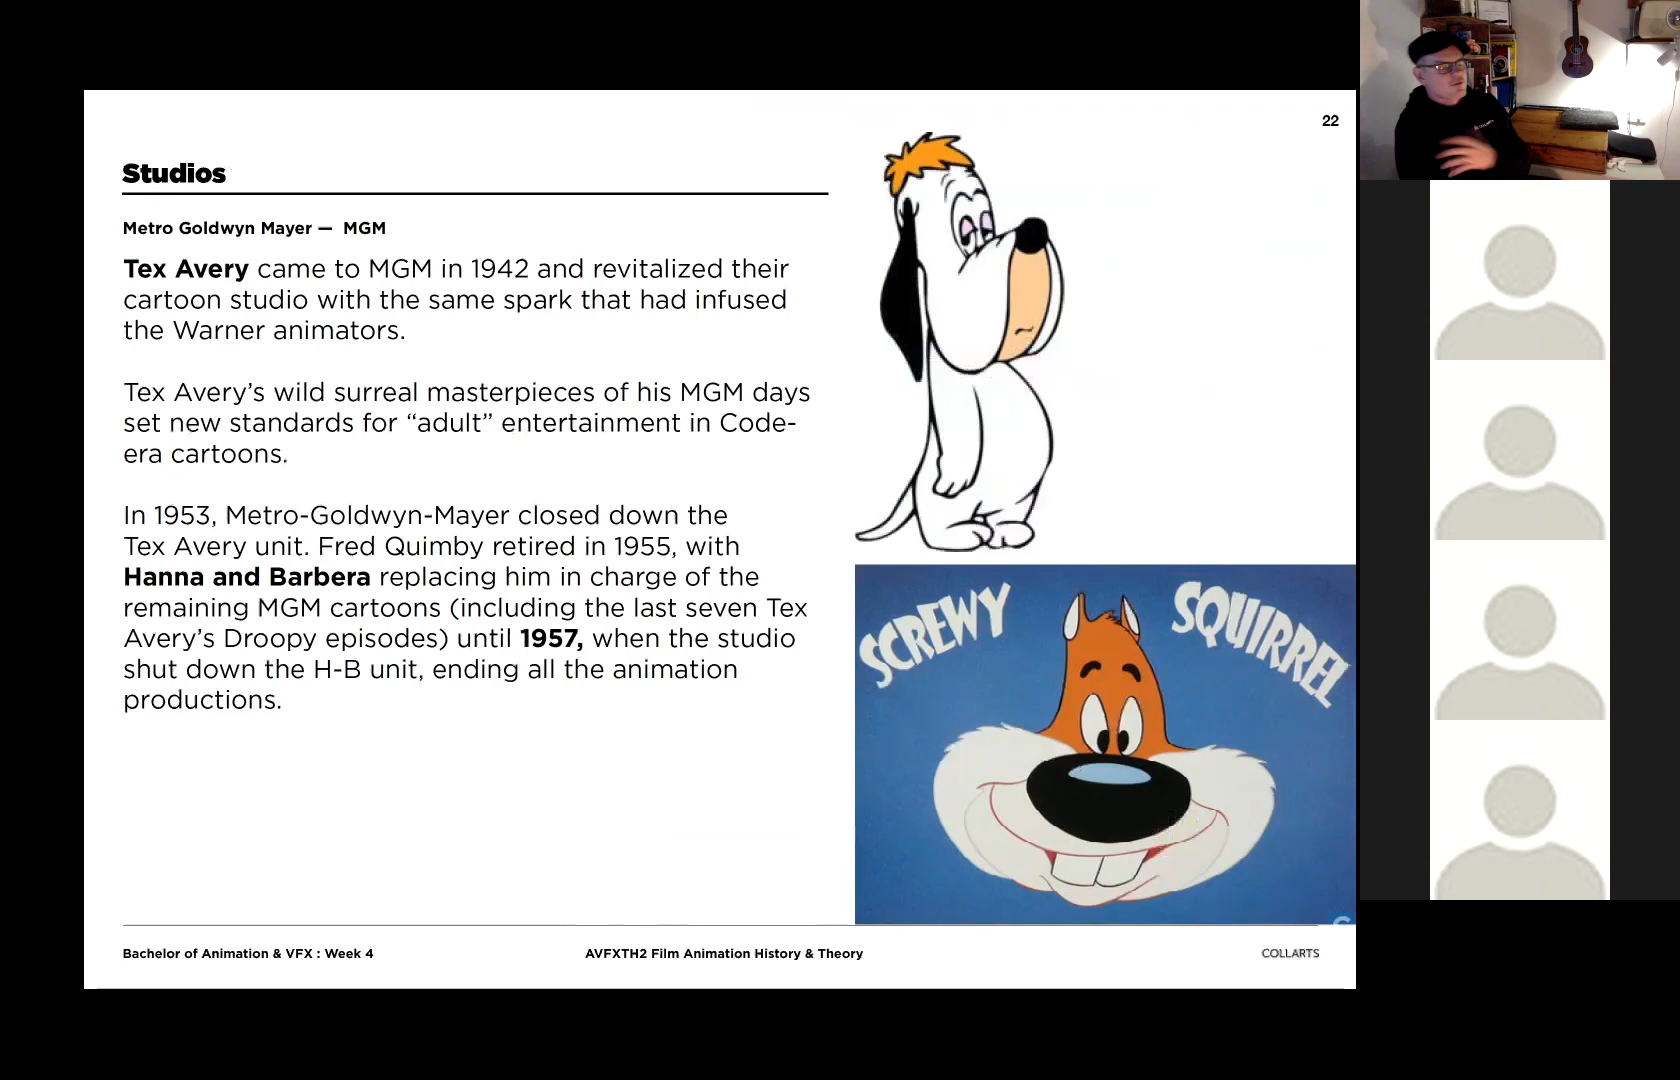 22
Studios
Metro Goldwyn Mayer — MGM
Tex Avery came to MGM in 1942 and revitalized their
cartoon studio with the same spark that had infused
the Warner animators.
Tex Avery’s wild surreal masterpieces of his MGM days
set new standards for “adult” entertainment in Code-
era cartoons.
In 1953, Metro-Goldwyn-Mayer closed down the
Tex Avery unit. Fred Quimby retired in 1955, with
Hanna and Barbera replacing him in charge of the
remaining MGM cartoons (including the last seven Tex
Avery’s Droopy episodes) until 1957, when the studio
shut down the H-B unit, ending all the animation
productions.
SCREWY SQUIRREL
Bachelor of Animation & VFX : Week 4
AVFXTH2 Film Animation History & Theory
COLLARTS